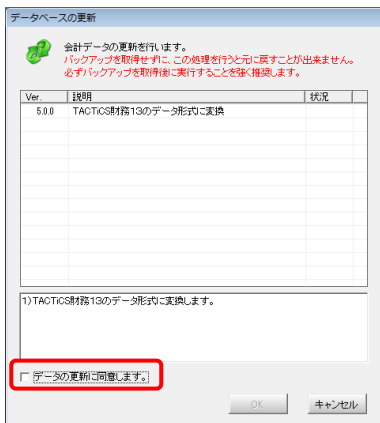 データベースの更新
会計データの更新を行います。
バックアップを取得せずに、この処理を行うと元に戻すことが出来ません。
必ずバックアップを取得後に実行することを強く推奨します。
Ver. 説明 状況
5.0.0 TACTiCS財務13のデータ形式に変換
1)TACTiCS財務13のデータ形式に変換します。
データの更新に同意します。
OK キャンセル